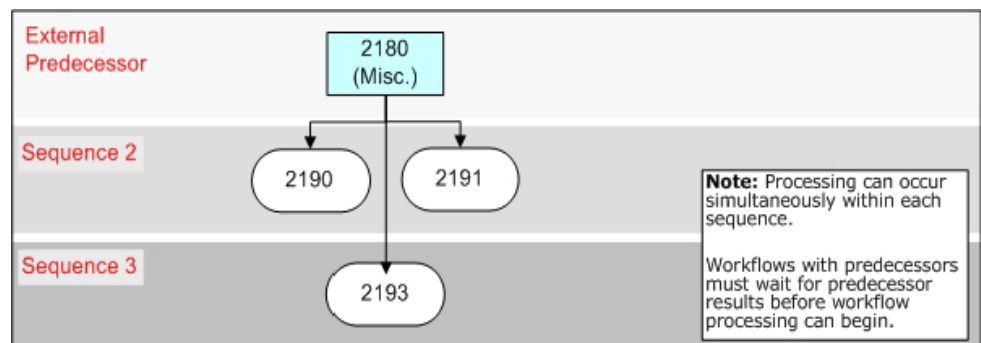 External
Predecessor
2180
(Misc.)
Sequence 2
2190
2191
Note: Processing can occur
simultaneously within each
sequence.
Workflows with predecessors
must wait for predecessor
results before workflow
processing can begin.
Sequence 3
2193